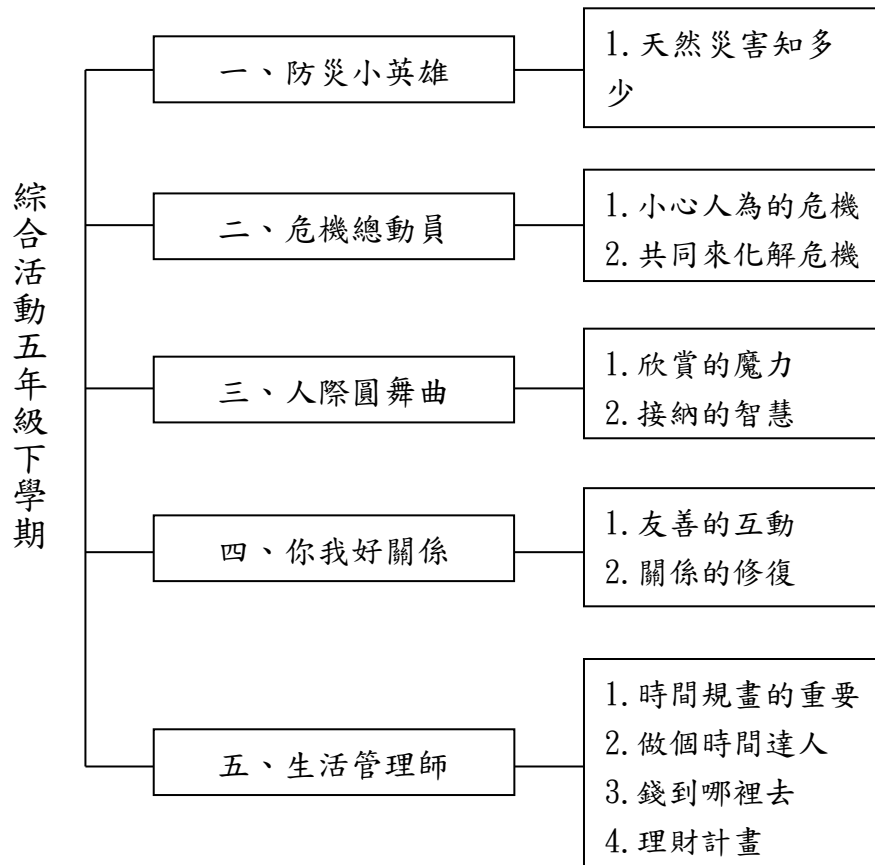 綜合活動五年級下學期
一、防災小英雄
1.天然災害知多
少
二、危機總動員
1.小心人為的危機
2.共同來化解危機
三、人際圓舞曲
1.欣賞的魔力
2.接納的智慧
四、你我好關係
1.友善的互動
2.關係的修復
五、生活管理師
1.時間規畫的重要
2.做個時間達人
3.錢到哪裡去
4.理財計畫